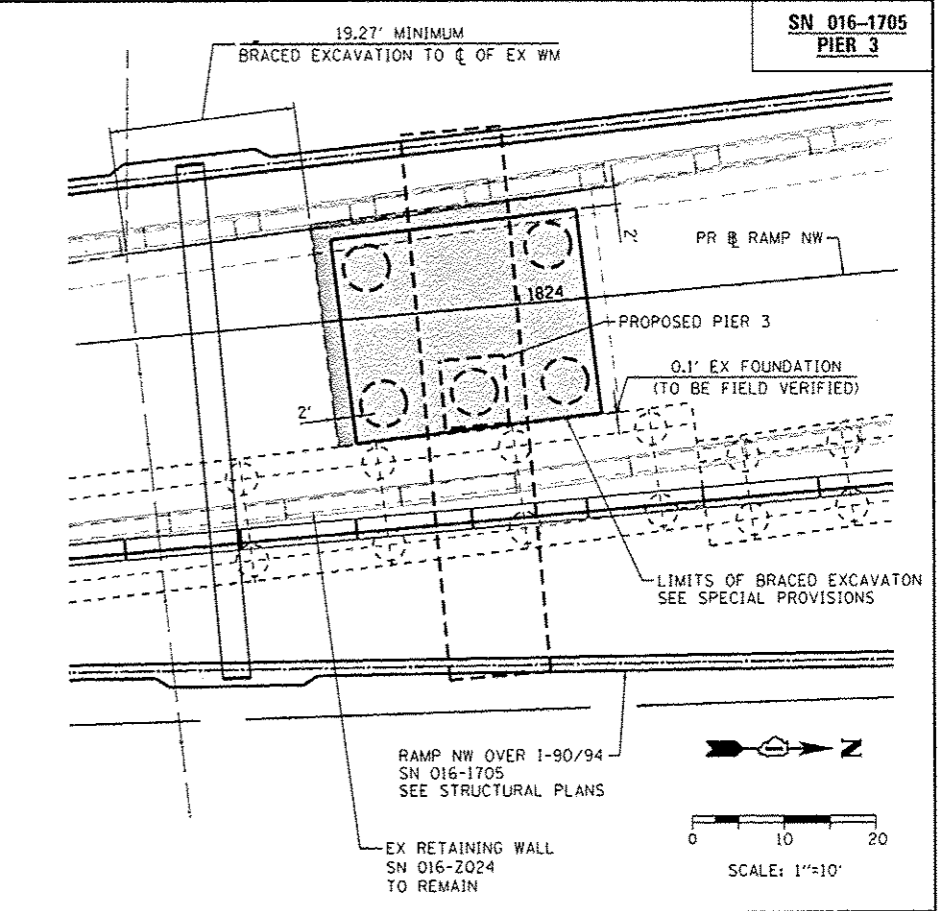 SN 016-1705
PIER 3
19.27' MINIMUM
BRACED EXCAVATION TO ℄ OF EX WM
2'
PR ⅊ RAMP NW
1824
PROPOSED PIER 3
0.1' EX FOUNDATION
(TO BE FIELD VERIFIED)
2'
LIMITS OF BRACED EXCAVATON
SEE SPECIAL PROVISIONS
RAMP NW OVER I-90/94
SN 016-1705
SEE STRUCTURAL PLANS
N
EX RETAINING WALL
SN 016-Z024
TO REMAIN
0 10 20
SCALE: 1"=10'